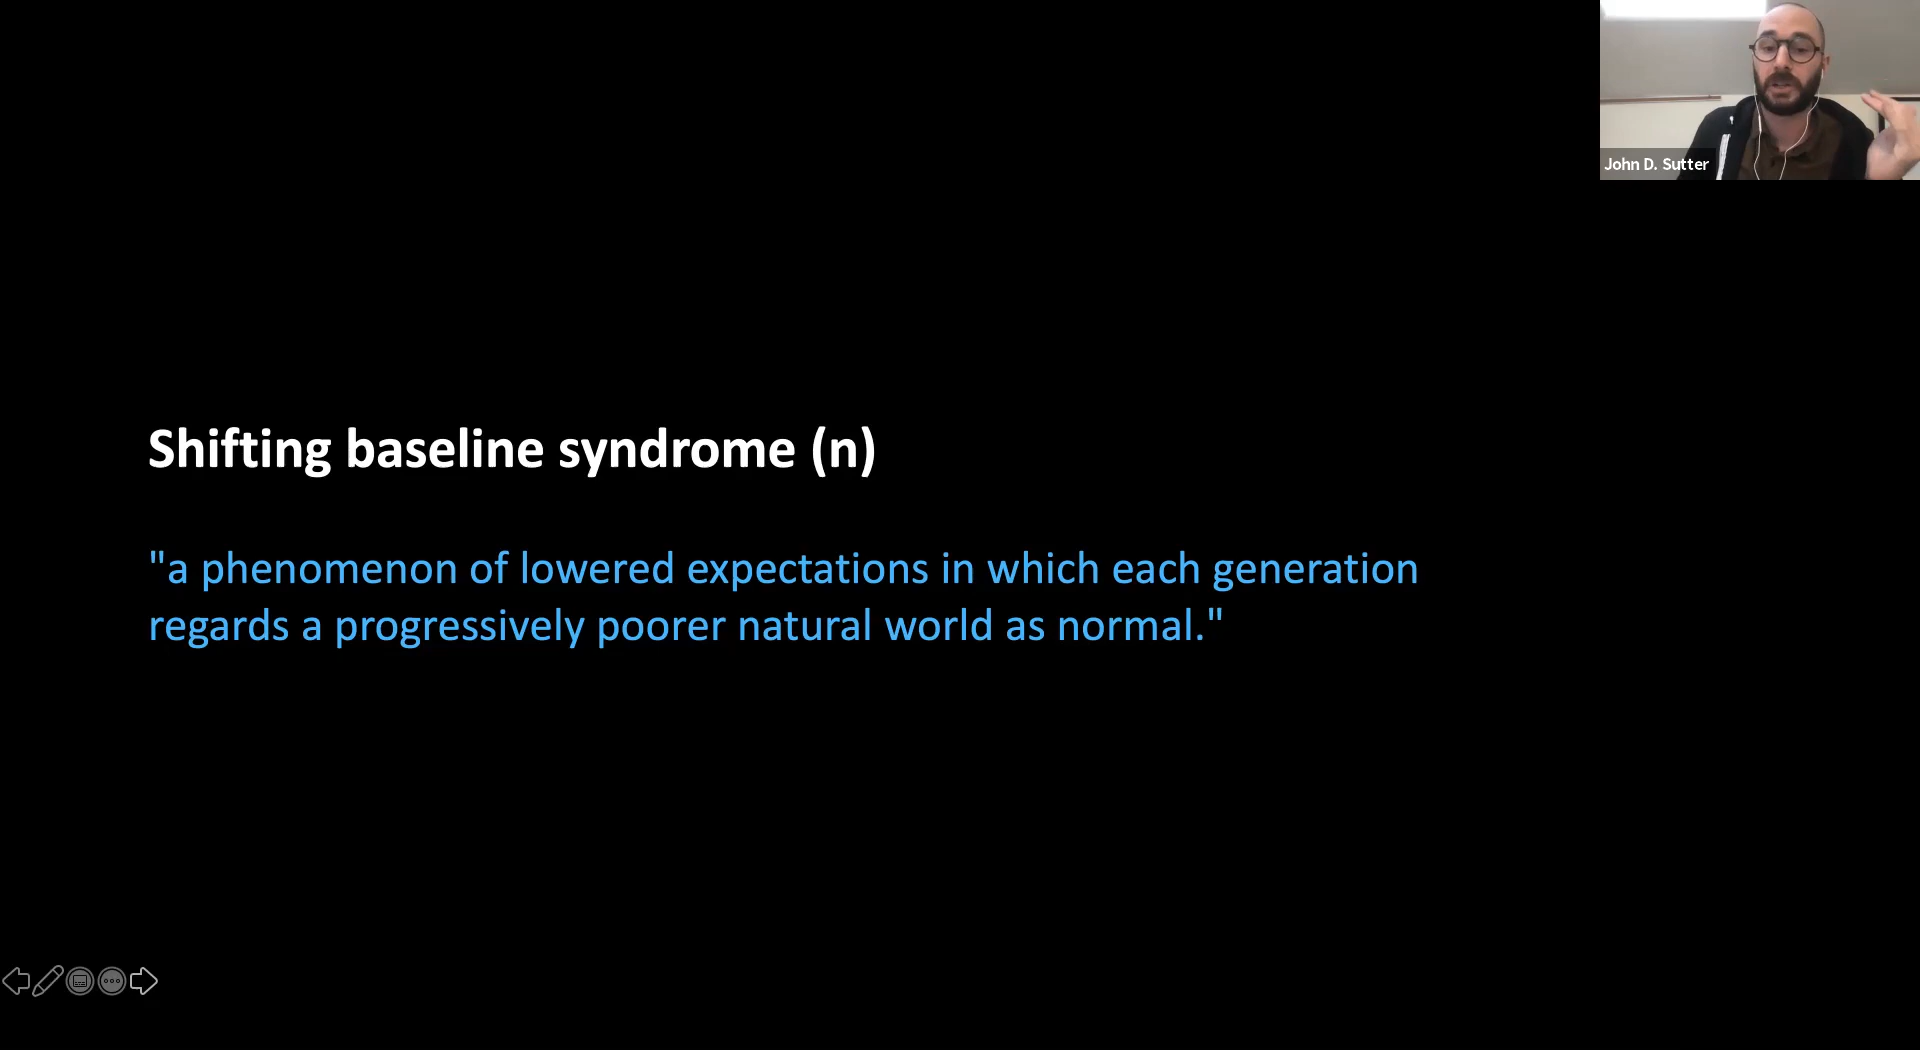 John D. Sutter
Shifting baseline syndrome (n)
"a phenomenon of lowered expectations in which each generation
regards a progressively poorer natural world as normal."